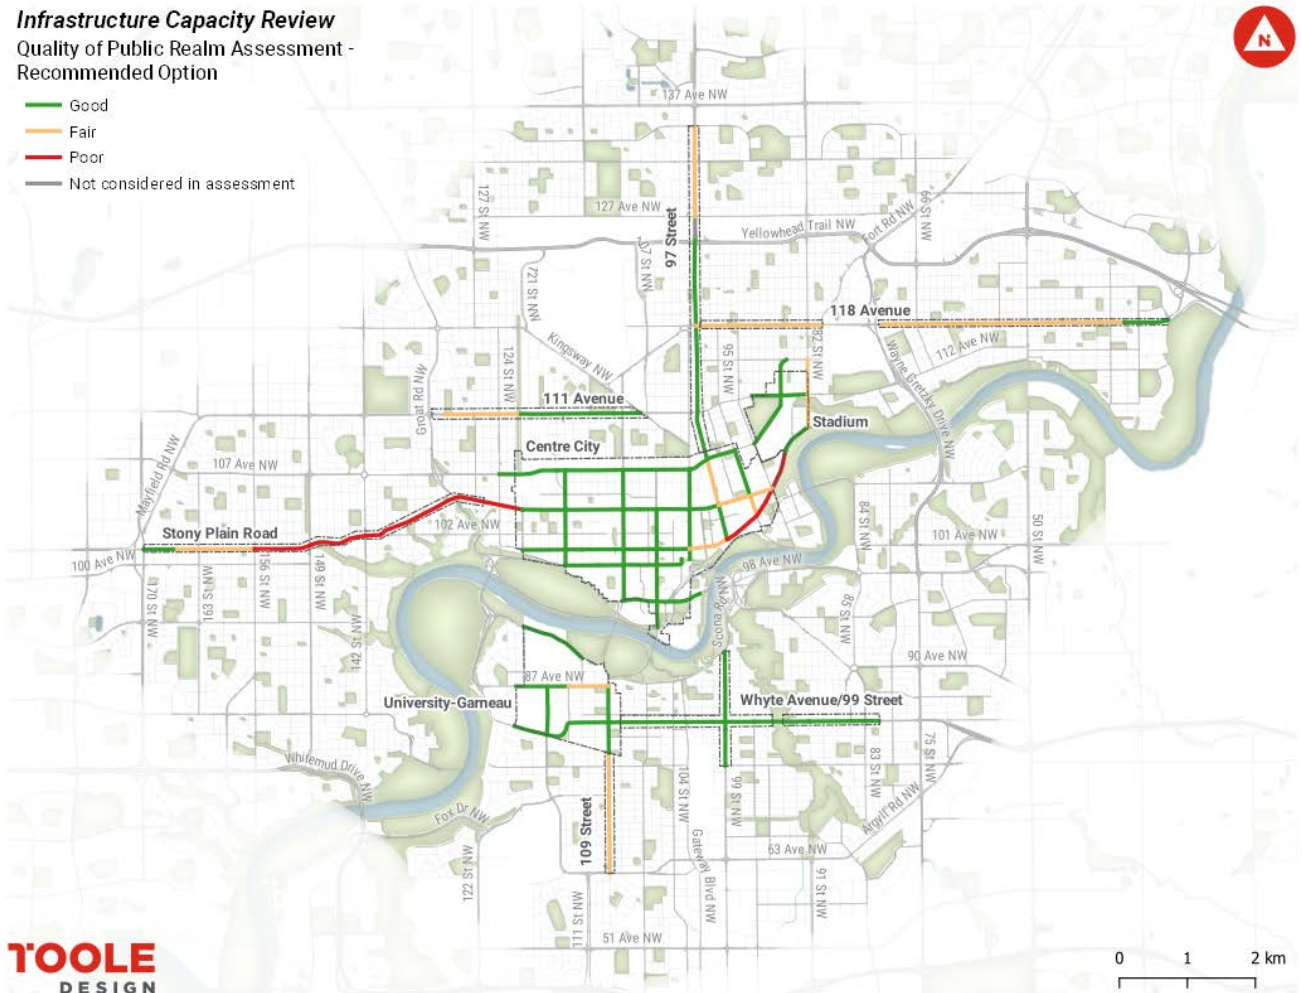 Infrastructure Capacity Review
Quality of Public Realm Assessment -
Recommended Option
Good
Fair
Poor
Not considered in assessment
N
137 Ave NW
127 St NW
127 Ave NW
97 Street
Yellowhead Trail NW
Fort Rd NW
66 St NW
121 St NW
107 St NW
118 Avenue
Kingsway NW
124 St NW
95 St NW
82 St NW
112 Ave NW
Wayne Gretzky Drive NW
Groat Rd NW
111 Avenue
Stadium
Centre City
Mayfield Rd NW
107 Ave NW
102 Ave NW
Stony Plain Road
84 St NW
50 St NW
101 Ave NW
100 Ave NW
98 Ave NW
170 St NW
163 St NW
156 St NW
149 St NW
142 St NW
Scona Rd NW
85 St NW
90 Ave NW
87 Ave NW
University-Garneau
Whyte Avenue/99 Street
83 St NW
75 St NW
Whitemud Drive NW
104 St NW
99 St NW
Fox Dr NW
109 Street
Argyll Rd NW
63 Ave NW
122 St NW
Gateway Blvd NW
91 St NW
111 St NW
51 Ave NW
TOOLE
DESIGN
0 1 2 km